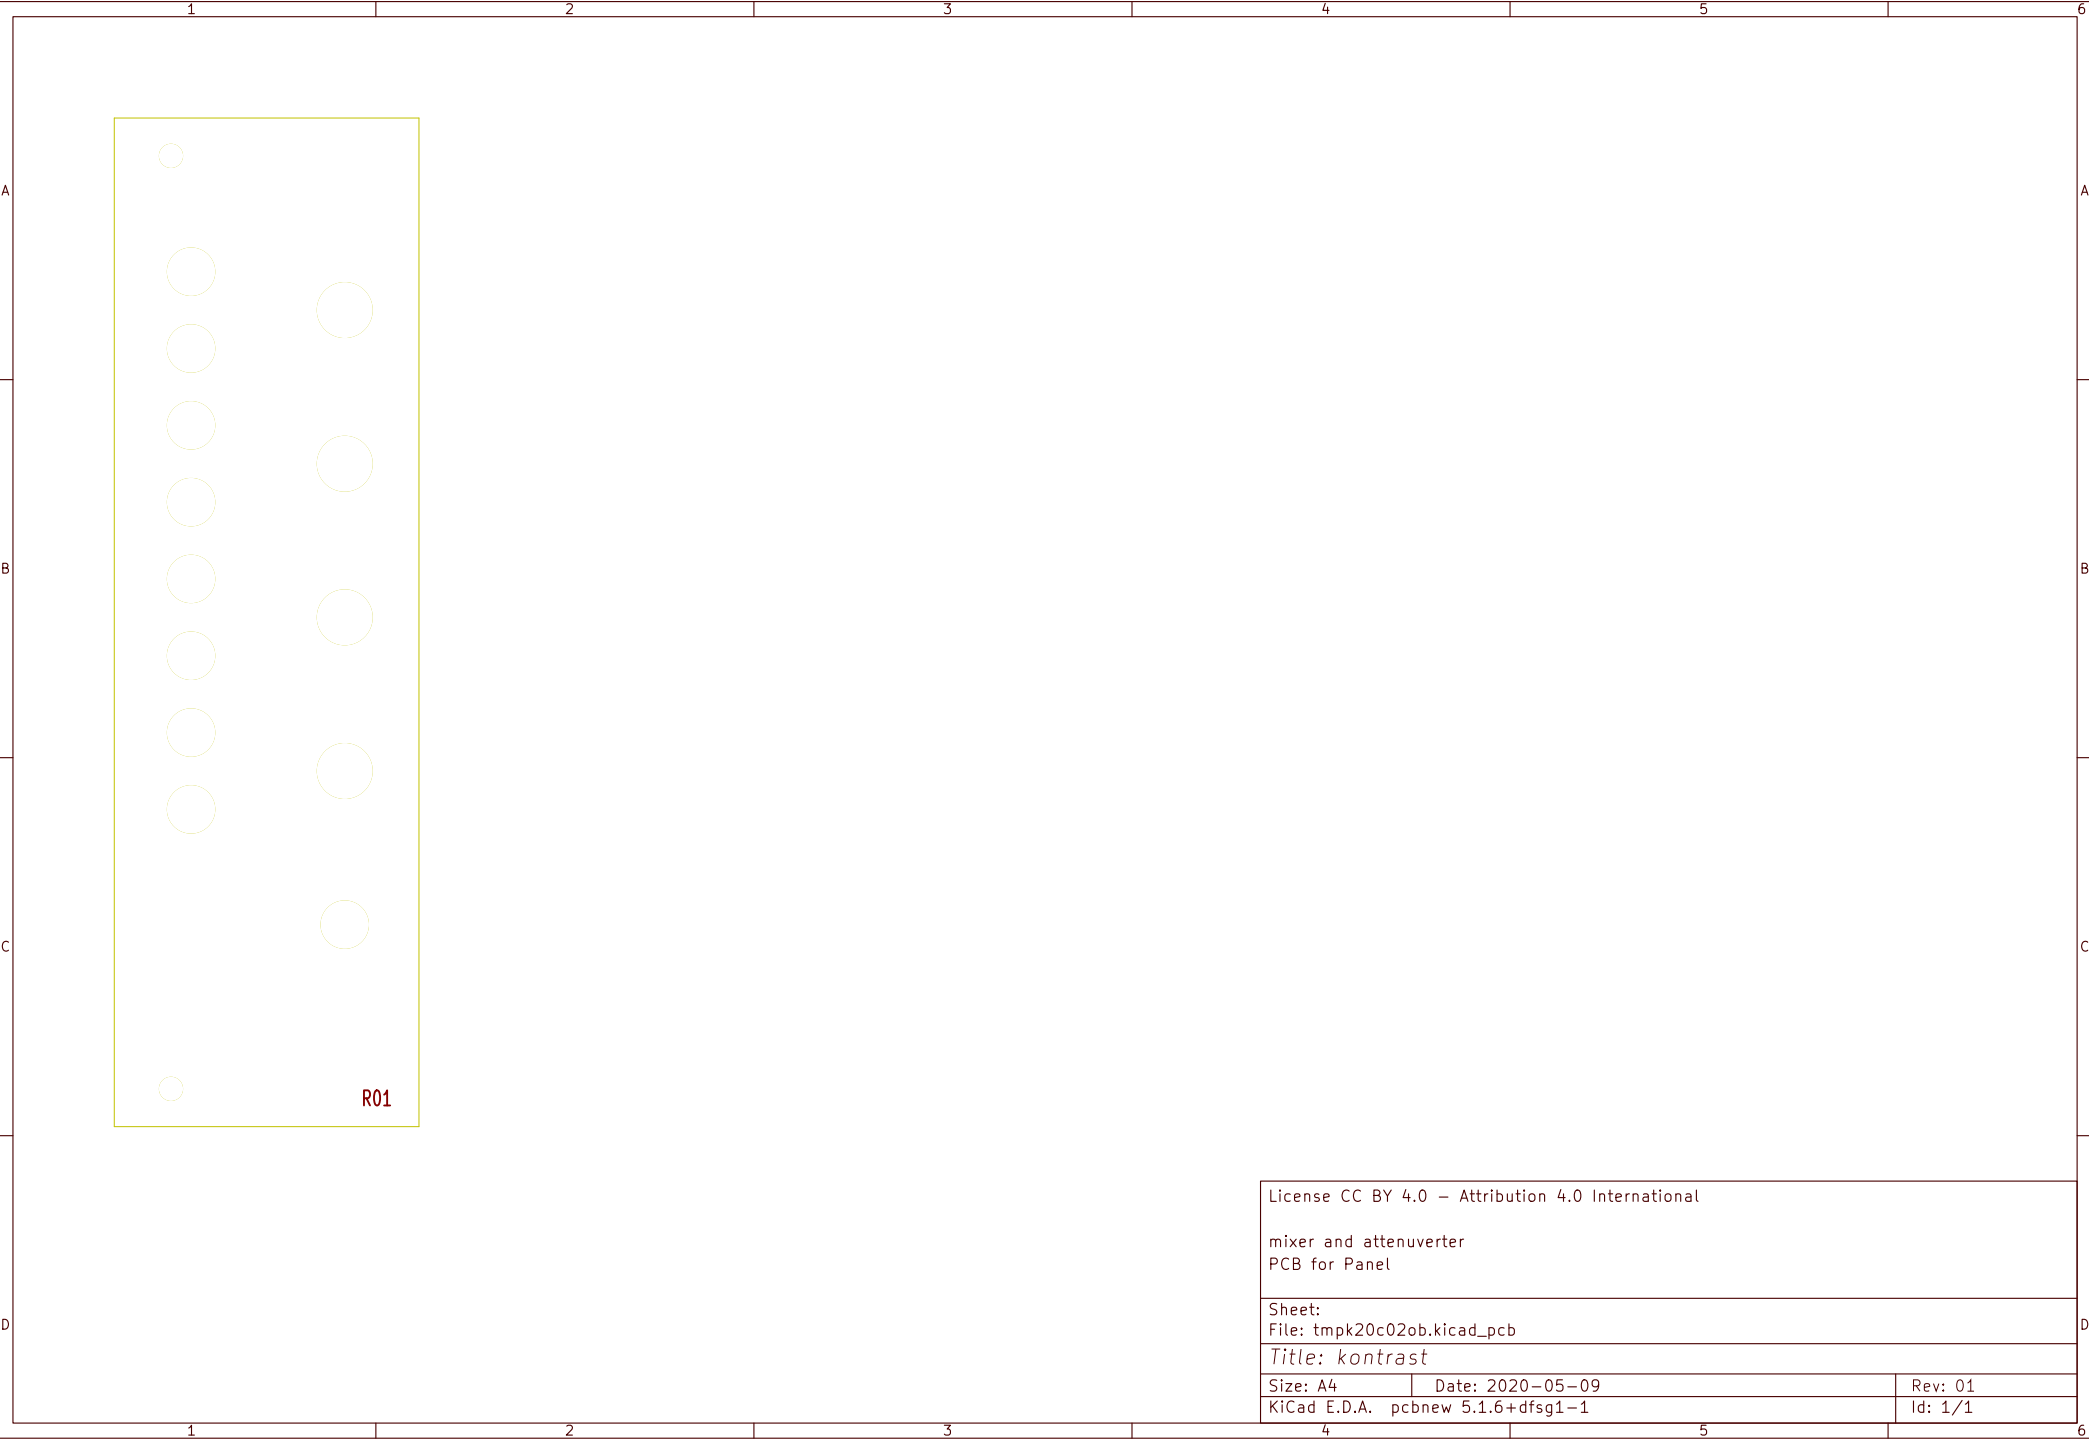 1 2 3 4 5 6
A A
B B
C C
R01
License CC BY 4.0 - Attribution 4.0 International
mixer and attenuverter
PCB for Panel
Sheet:
D D
File: tmpk20c02ob.kicad_pcb
Title: kontrast
Size: A4 Date: 2020-05-09 Rev: 01
KiCad E.D.A. pcbnew 5.1.6+dfsg1-1 Id: 1/1
1 2 3 4 5 6